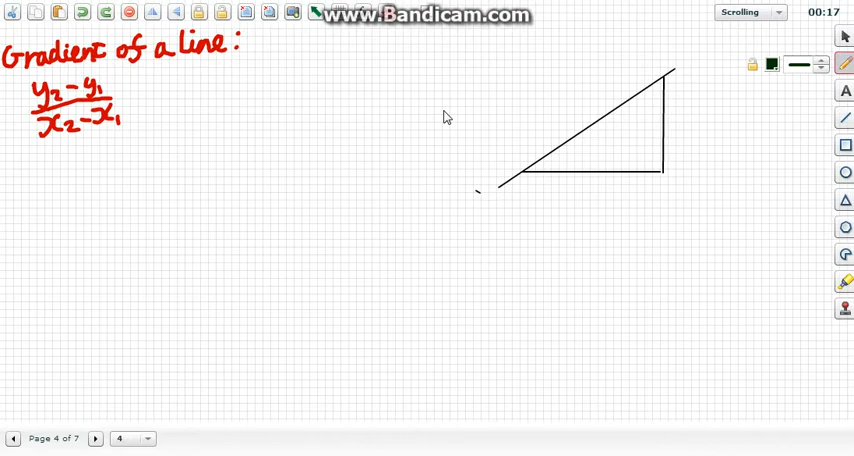 www.Bandicam.com
Scrolling
00:17
Gradient of a line:
y₂ - y₁
x₂ - x₁
A
Page 4 of 7
4